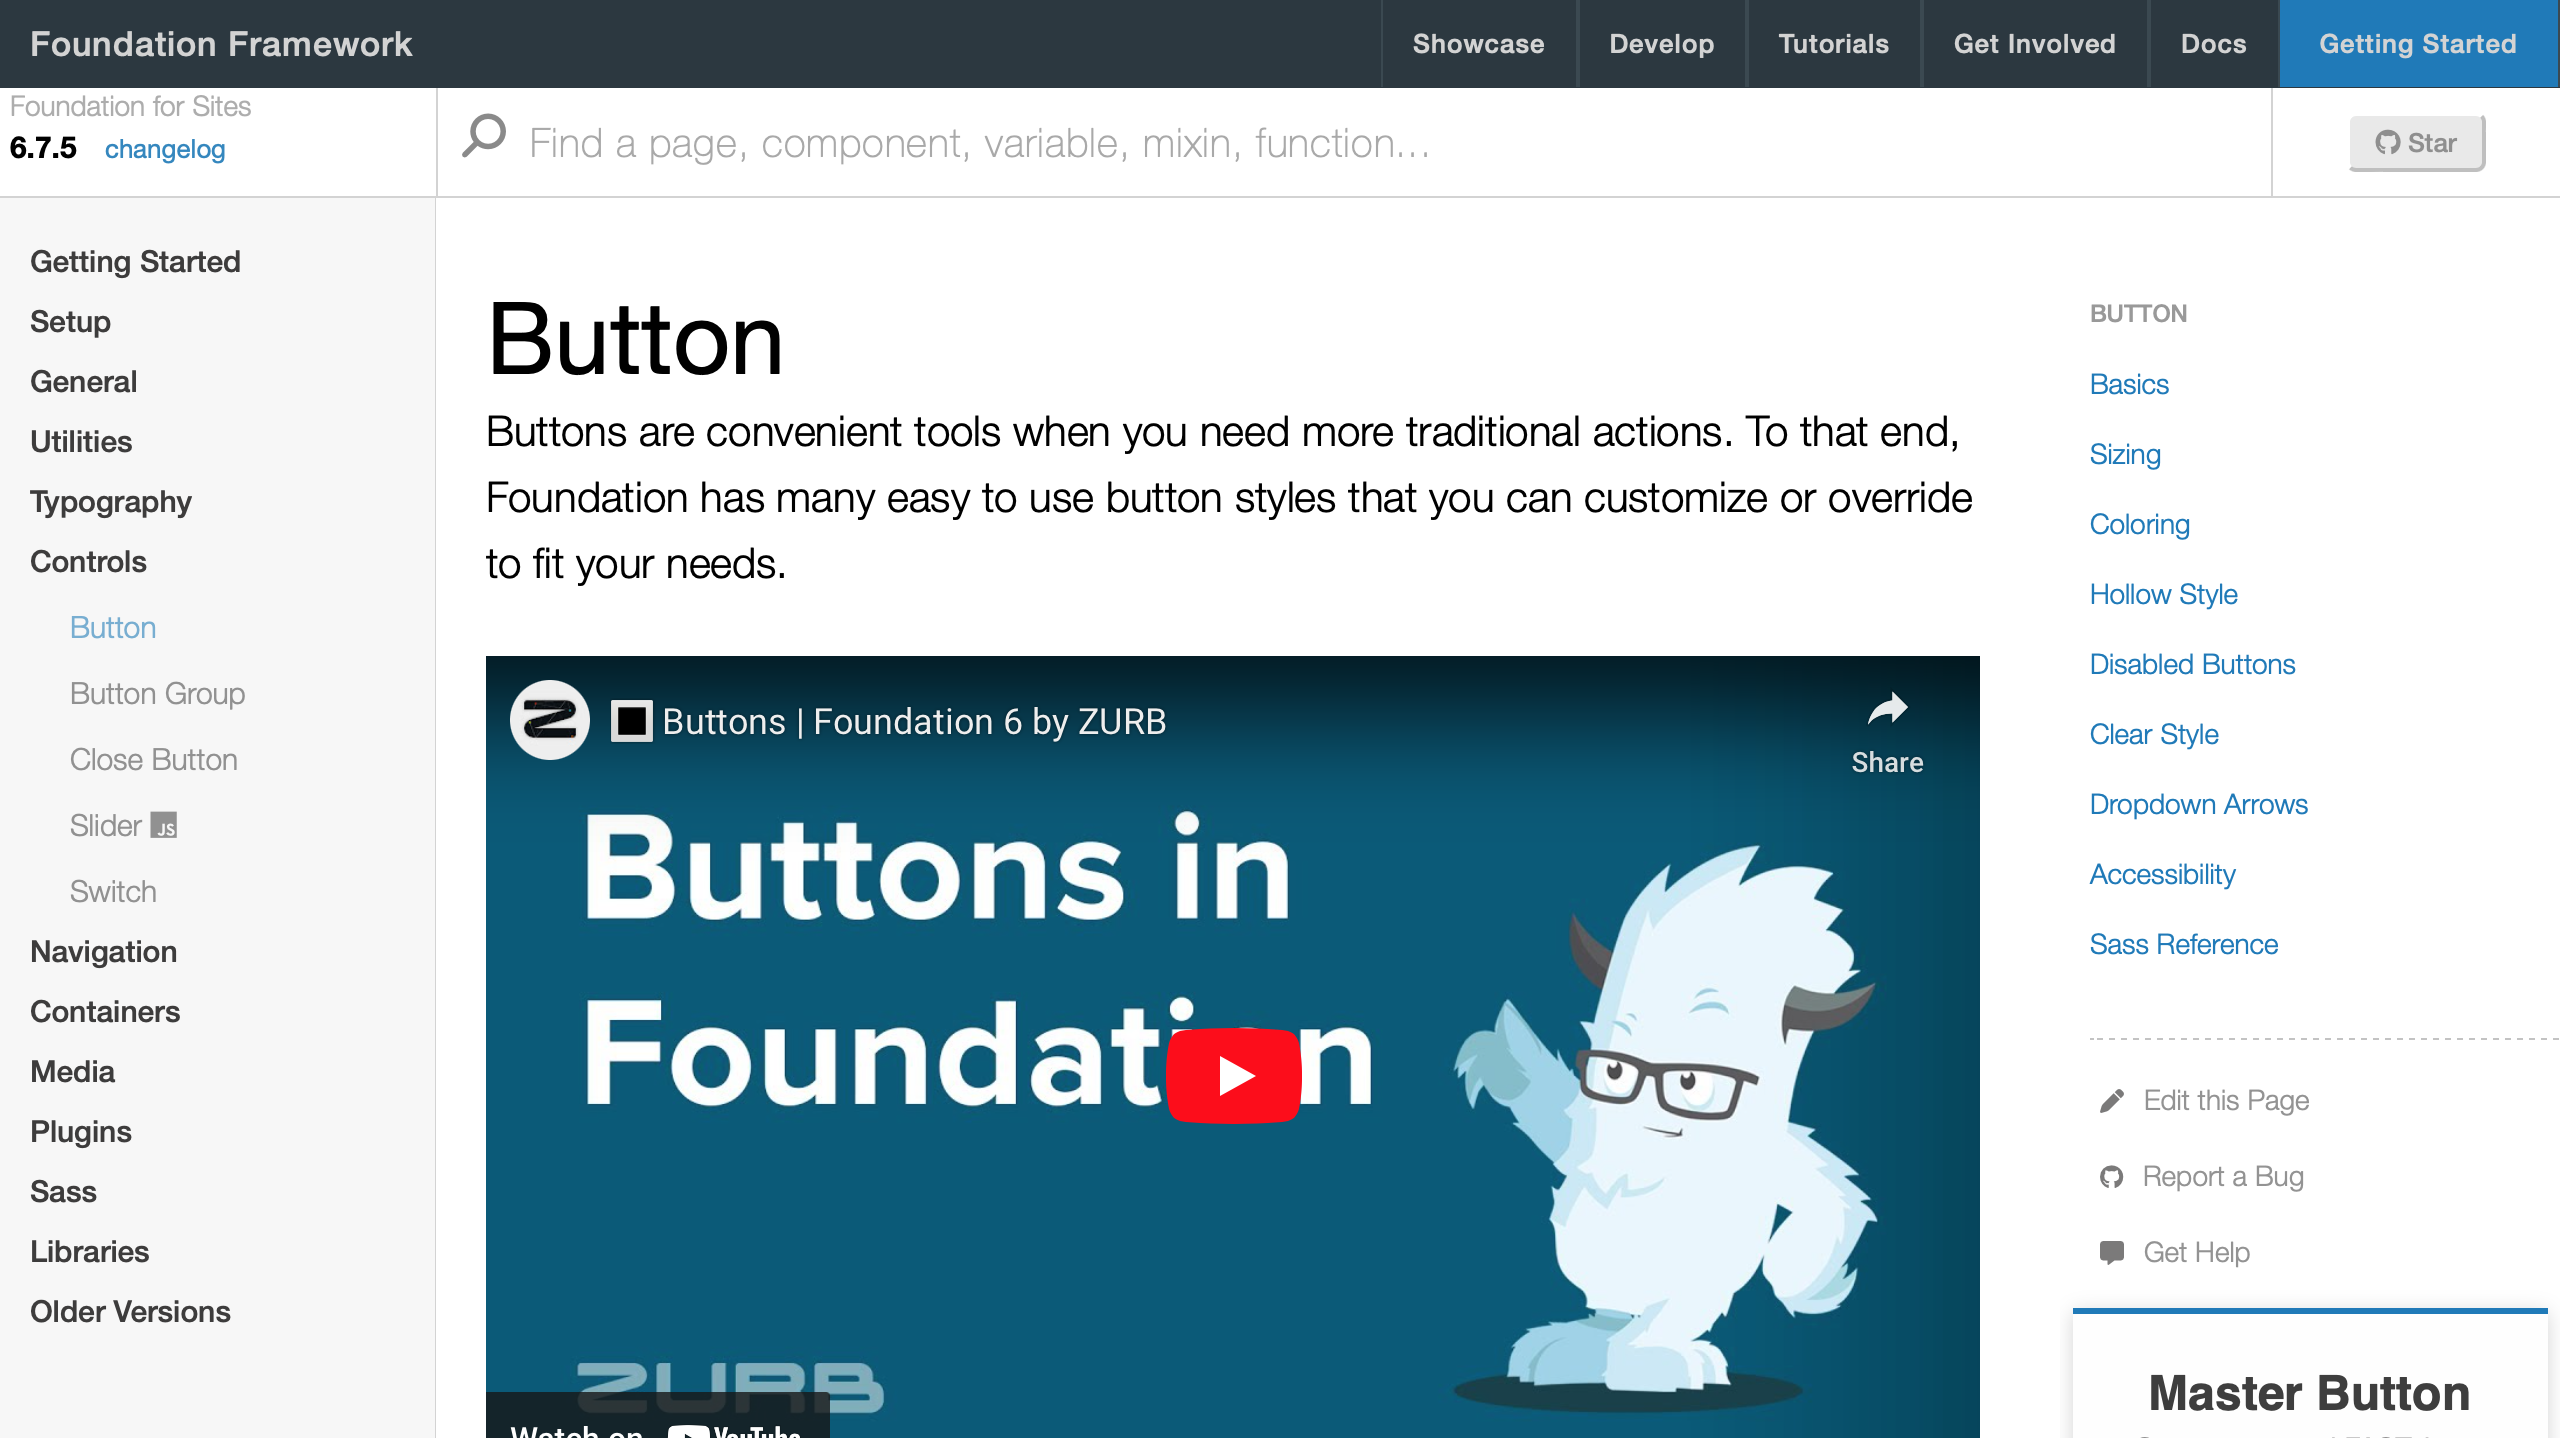 Foundation Framework
Showcase
Develop
Tutorials
Get Involved
Docs
Getting Started
Foundation for Sites
6.7.5 changelog
Find a page, component, variable, mixin, function...
Star
Getting Started
Setup
General
Utilities
Typography
Controls
Button
Button Group
Close Button
Slider JS
Switch
Navigation
Containers
Media
Plugins
Sass
Libraries
Older Versions
Button
Buttons are convenient tools when you need more traditional actions. To that end,
Foundation has many easy to use button styles that you can customize or override
to fit your needs.
Buttons | Foundation 6 by ZURB
Share
Buttons in
ZURB
Watch on YouTube
BUTTON
Basics
Sizing
Coloring
Hollow Style
Disabled Buttons
Clear Style
Dropdown Arrows
Accessibility
Sass Reference
Edit this Page
Report a Bug
Get Help
Master Button